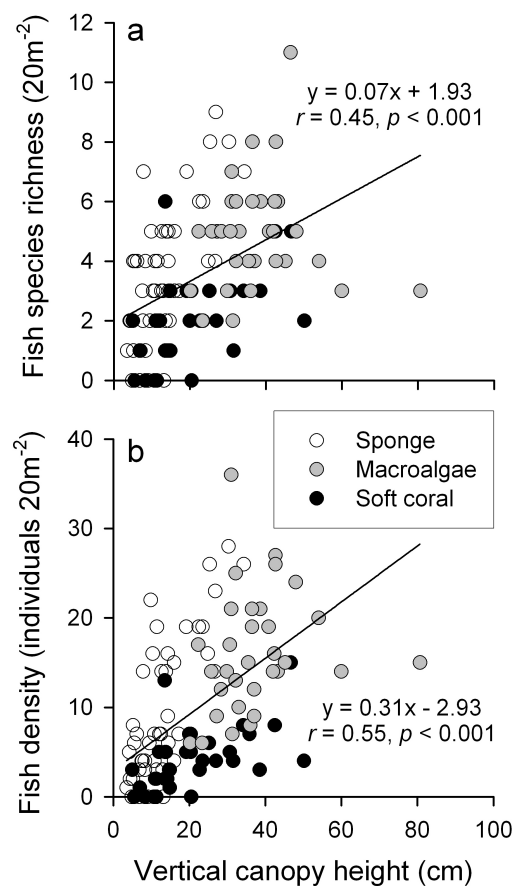 a
12
10
8
6
4
2
0
Fish species richness (20m⁻²)
y = 0.07x + 1.93
r = 0.45, p < 0.001
b
40
30
20
10
0
Fish density (individuals 20m⁻²)
Sponge
Macroalgae
Soft coral
y = 0.31x - 2.93
r = 0.55, p < 0.001
0 20 40 60 80 100
Vertical canopy height (cm)